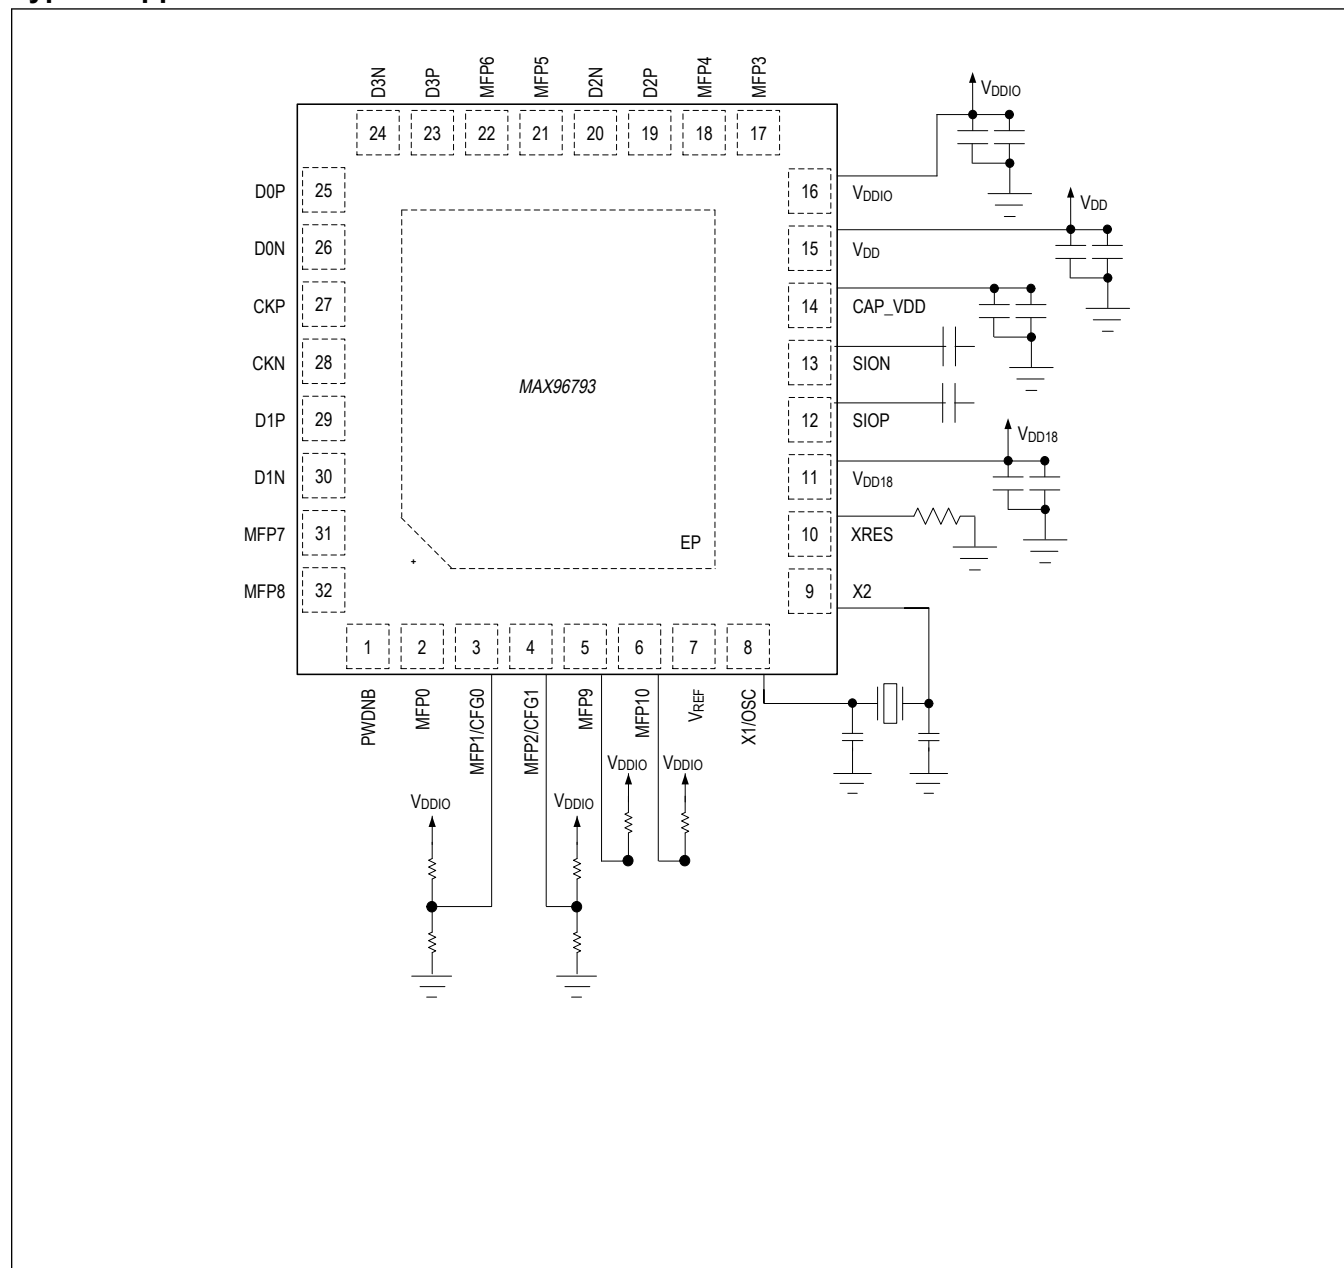 D3N D3P MFP6 MFP5 D2N D2P MFP4 MFP3
24 23 22 21 20 19 18 17
VDDIO
D0P 25
16 VDDIO
VDD
D0N 26
15 VDD
CKP 27
14 CAP_VDD
CKN 28
13 SION
MAX96793
D1P 29
12 SIOP
VDD18
D1N 30
11 VDD18
MFP7 31
EP
10 XRES
+
MFP8 32
9 X2
1 2 3 4 5 6 7 8
PWDNB MFP0 MFP1/CFG0 MFP2/CFG1 MFP9 MFP10 VREF X1/OSC
VDDIO VDDIO
VDDIO VDDIO